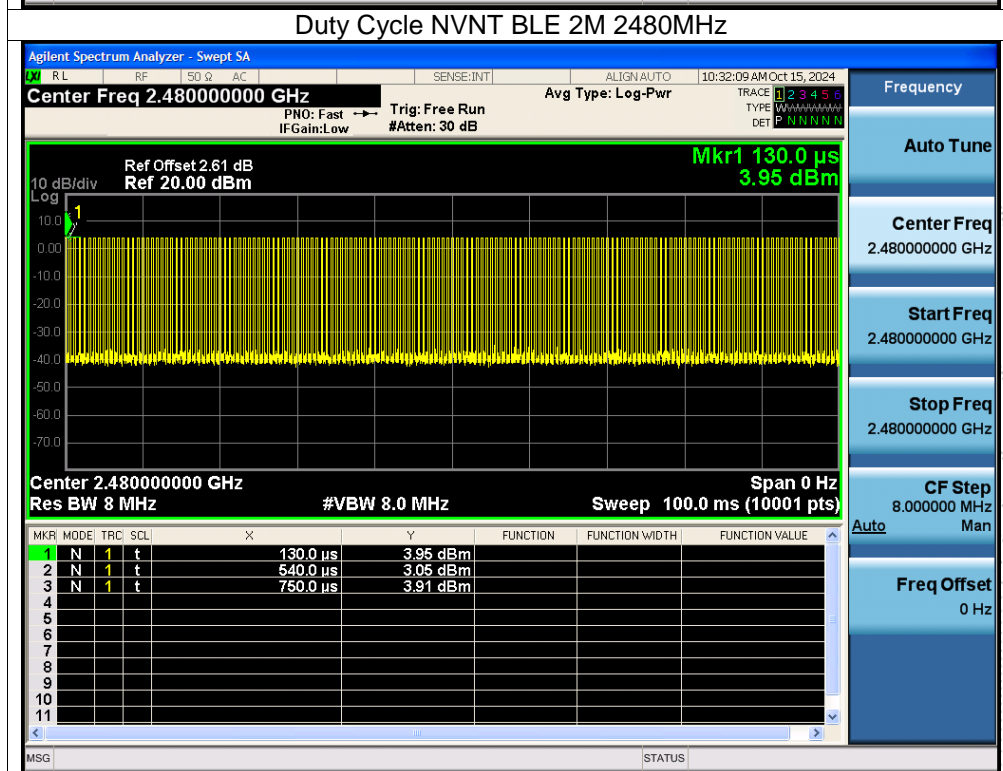 Duty Cycle NVNT BLE 2M 2480MHz
Agilent Spectrum Analyzer - Swept SA
LXI RL RF 50 Ω AC SENSE:INT ALIGN AUTO 10:32:09 AM Oct 15, 2024
Center Freq 2.480000000 GHz
PNO: Fast
IFGain:Low
Trig: Free Run
#Atten: 30 dB
Avg Type: Log-Pwr
TRACE 1 2 3 4 5 6
TYPE WWWWWW
DET P N N N N N
Ref Offset 2.61 dB
10 dB/div Ref 20.00 dBm
Log
Mkr1 130.0 µs
3.95 dBm
1
10.0
0.00
-10.0
-20.0
-30.0
-40.0
-50.0
-60.0
-70.0
Center 2.480000000 GHz Span 0 Hz
Res BW 8 MHz #VBW 8.0 MHz Sweep 100.0 ms (10001 pts)
MKR MODE TRC SCL X Y FUNCTION FUNCTION WIDTH FUNCTION VALUE
1 N 1 t 130.0 µs 3.95 dBm
2 N 1 t 540.0 µs 3.05 dBm
3 N 1 t 750.0 µs 3.91 dBm
4
5
6
7
8
9
10
11
MSG STATUS
Frequency
Auto Tune
Center Freq
2.480000000 GHz
Start Freq
2.480000000 GHz
Stop Freq
2.480000000 GHz
CF Step
8.000000 MHz
Auto Man
Freq Offset
0 Hz